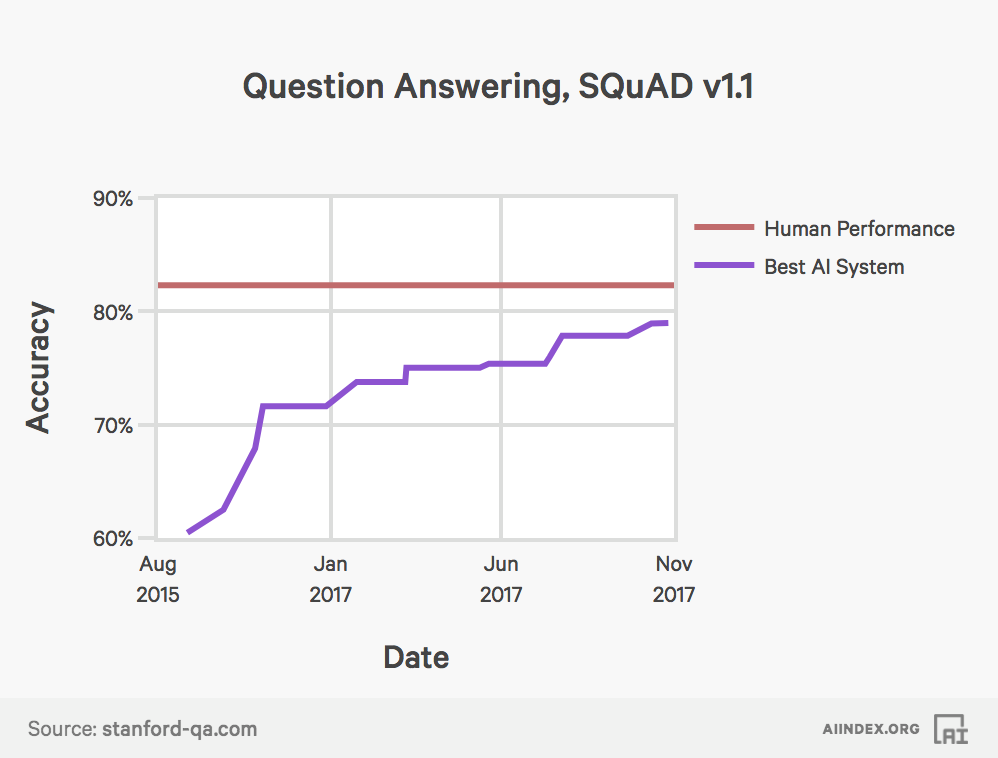 Question Answering, SQuAD v1.1
90%
80%
70%
60%
Accuracy
Human Performance
Best AI System
Aug Jan Jun Nov
2015 2017 2017 2017
Date
Source: stanford-qa.com
AIINDEX.ORG AI